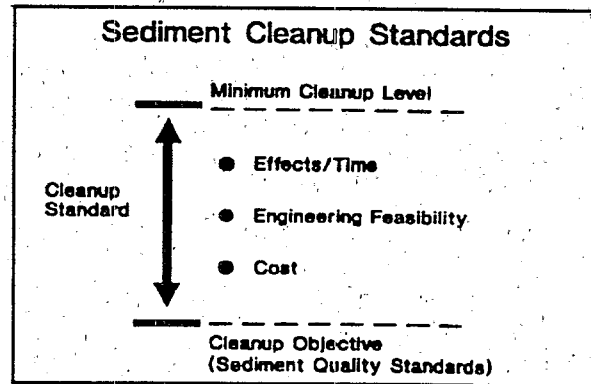 Sediment Cleanup Standards
Minimum Cleanup Level
Effects/Time
Cleanup
Standard
Engineering Feasibility
Cost
Cleanup Objective
(Sediment Quality Standards)